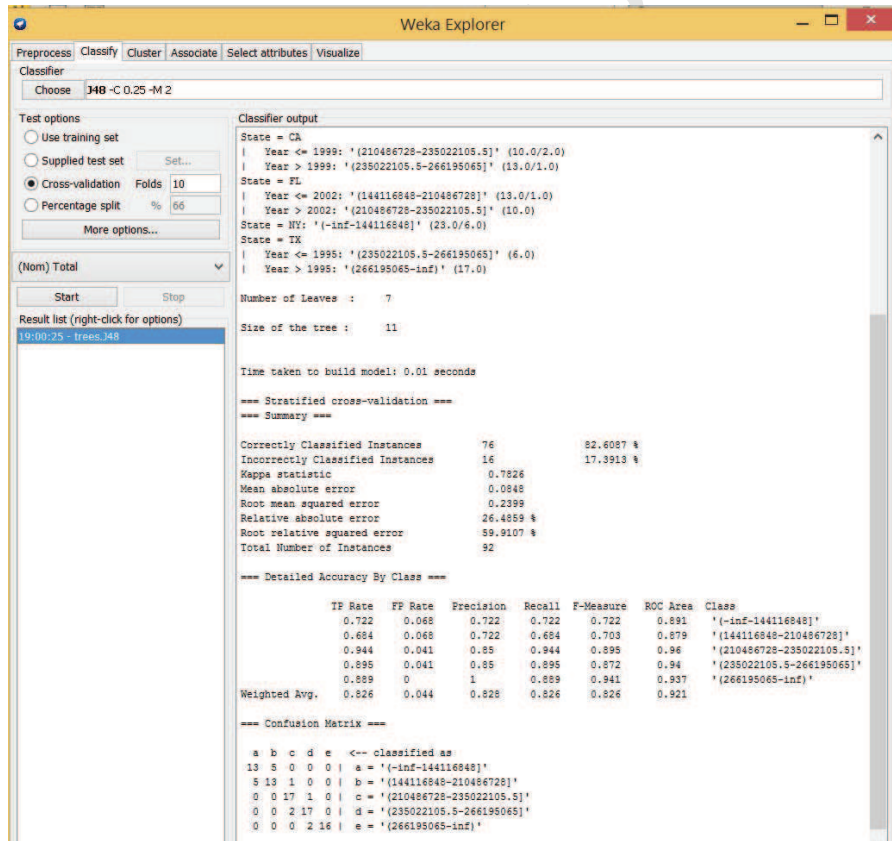 Weka Explorer
Preprocess Classify Cluster Associate Select attributes Visualize
Classifier
Choose J48 -C 0.25 -M 2
Test options
Use training set
Supplied test set Set...
Cross-validation Folds 10
Percentage split % 66
More options...
(Nom) Total
Start Stop
Result list (right-click for options)
19:00:25 - trees.J48
Classifier output
State = CA
| Year <= 1999: '(210486728-235022105.5]' (10.0/2.0)
| Year > 1999: '(235022105.5-266195065]' (13.0/1.0)
State = FL
| Year <= 2002: '(144116848-210486728]' (13.0/1.0)
| Year > 2002: '(210486728-235022105.5]' (10.0)
State = NY: '(-inf-144116848]' (23.0/6.0)
State = TX
| Year <= 1995: '(235022105.5-266195065]' (6.0)
| Year > 1995: '(266195065-inf)' (17.0)
Number of Leaves : 7
Size of the tree : 11
Time taken to build model: 0.01 seconds
=== Stratified cross-validation ===
=== Summary ===
Correctly Classified Instances 76 82.6087 %
Incorrectly Classified Instances 16 17.3913 %
Kappa statistic 0.7826
Mean absolute error 0.0848
Root mean squared error 0.2399
Relative absolute error 26.4859 %
Root relative squared error 59.9107 %
Total Number of Instances 92
=== Detailed Accuracy By Class ===
TP Rate FP Rate Precision Recall F-Measure ROC Area Class
0.722 0.068 0.722 0.722 0.722 0.891 '(-inf-144116848]'
0.684 0.068 0.722 0.684 0.703 0.879 '(144116848-210486728]'
0.944 0.041 0.85 0.944 0.895 0.96 '(210486728-235022105.5]'
0.895 0.041 0.85 0.895 0.872 0.94 '(235022105.5-266195065]'
0.889 0 1 0.889 0.941 0.937 '(266195065-inf)'
Weighted Avg. 0.826 0.044 0.828 0.826 0.826 0.921
=== Confusion Matrix ===
a b c d e <-- classified as
13 5 0 0 0 | a = '(-inf-144116848]'
5 13 1 0 0 | b = '(144116848-210486728]'
0 0 17 1 0 | c = '(210486728-235022105.5]'
0 0 2 17 0 | d = '(235022105.5-266195065]'
0 0 0 2 16 | e = '(266195065-inf)'